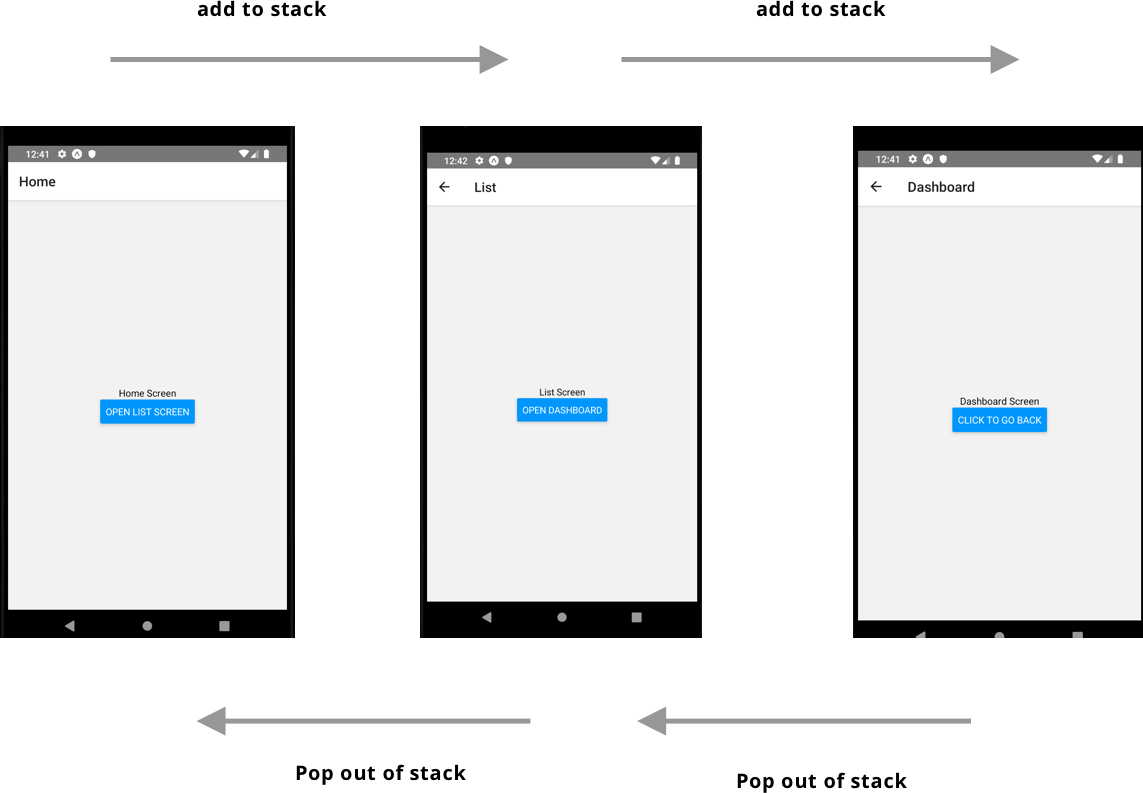 add to stack
add to stack
12:41
Home
Home Screen
OPEN LIST SCREEN
12:42
List
List Screen
OPEN DASHBOARD
12:41
Dashboard
Dashboard Screen
CLICK TO GO BACK
Pop out of stack
Pop out of stack